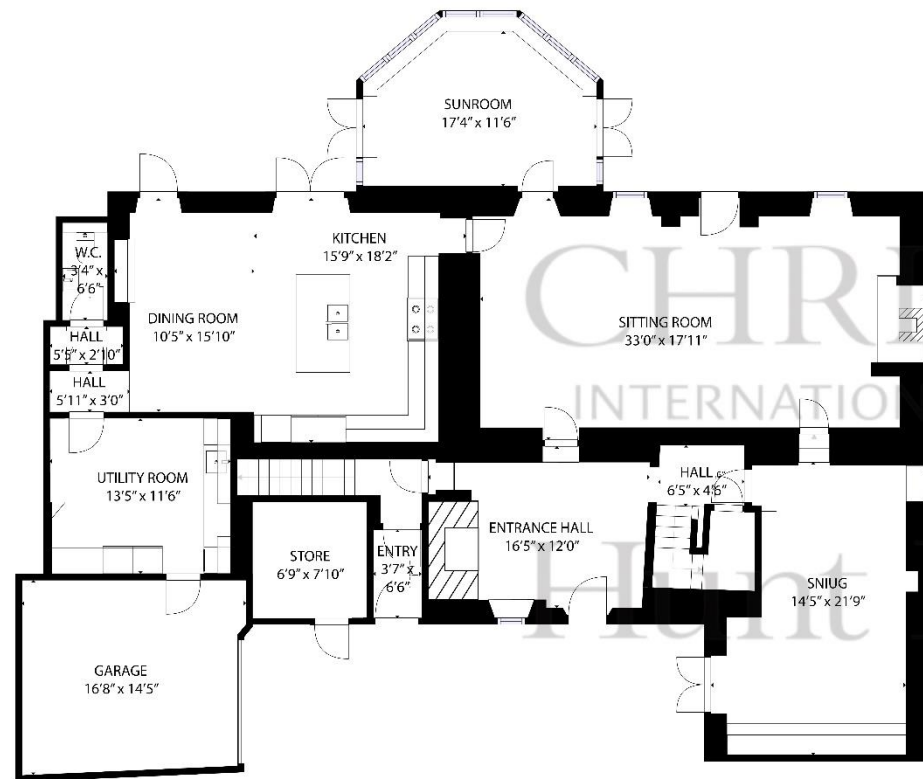 SUNROOM
17'4" x 11'6"
KITCHEN
15'9" x 18'2"
W.C.
3'4" x
6'6"
DINING ROOM
10'5" x 15'10"
HALL
5'5" x 2'10"
HALL
5'11" x 3'0"
SITTING ROOM
33'0" x 17'11"
CHRI
INTERNATION
UTILITY ROOM
13'5" x 11'6"
HALL
6'5" x 4'6"
STORE
6'9" x 7'10"
ENTRY
3'7" x
6'6"
ENTRANCE HALL
16'5" x 12'0"
SNIUG
14'5" x 21'9"
Hunt
GARAGE
16'8" x 14'5"